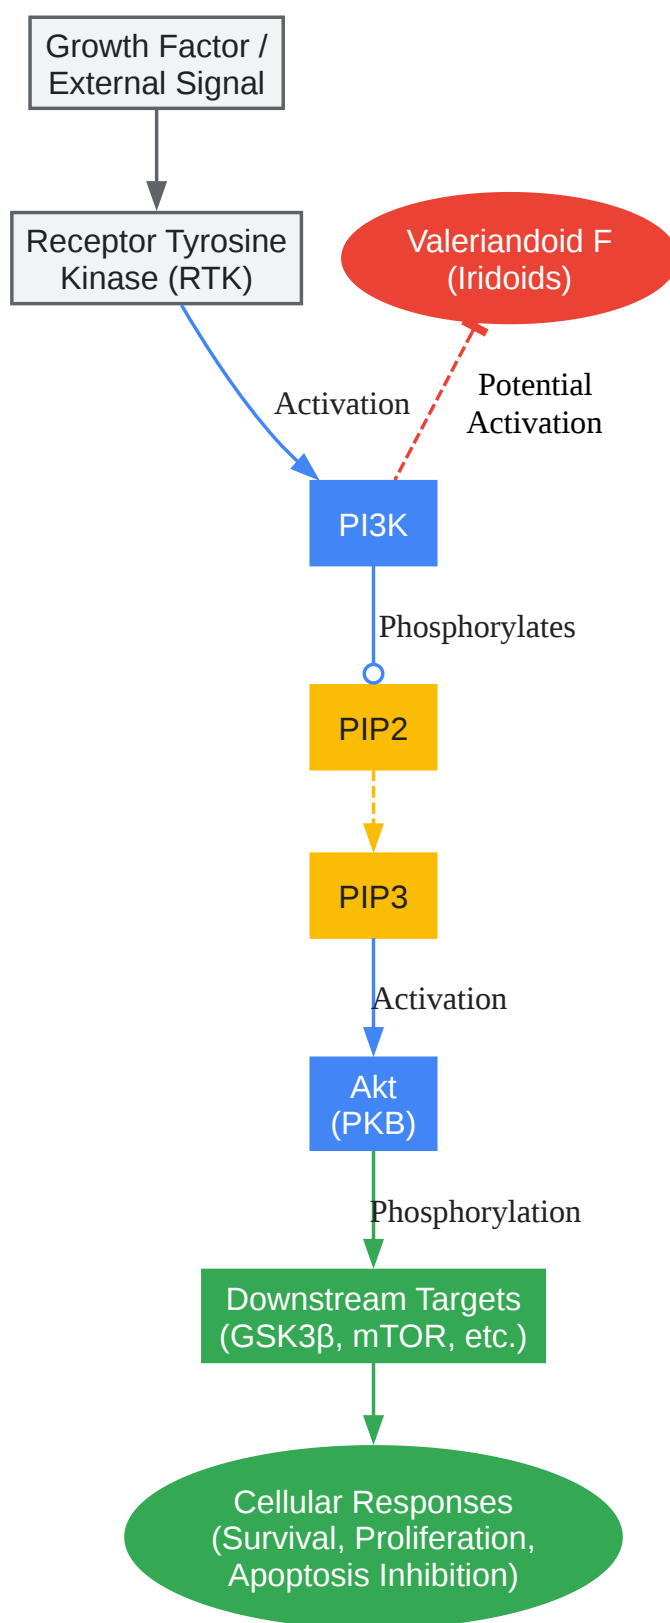 Growth Factor /
External Signal
Receptor Tyrosine
Kinase (RTK)
Valeriandoid F
(Iridoids)
Activation
Potential
Activation
PI3K
Phosphorylates
PIP2
PIP3
Activation
Akt
(PKB)
Phosphorylation
Downstream Targets
(GSK3β, mTOR, etc.)
Cellular Responses
(Survival, Proliferation,
Apoptosis Inhibition)